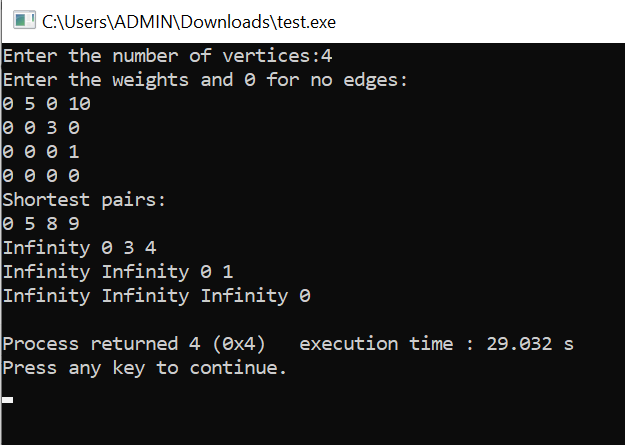 C:\Users\ADMIN\Downloads\test.exe
Enter the number of vertices:4
Enter the weights and 0 for no edges:
0 5 0 10
0 0 3 0
0 0 0 1
0 0 0 0
Shortest pairs:
0 5 8 9
Infinity 0 3 4
Infinity Infinity 0 1
Infinity Infinity Infinity 0
Process returned 4 (0x4)   execution time : 29.032 s
Press any key to continue.